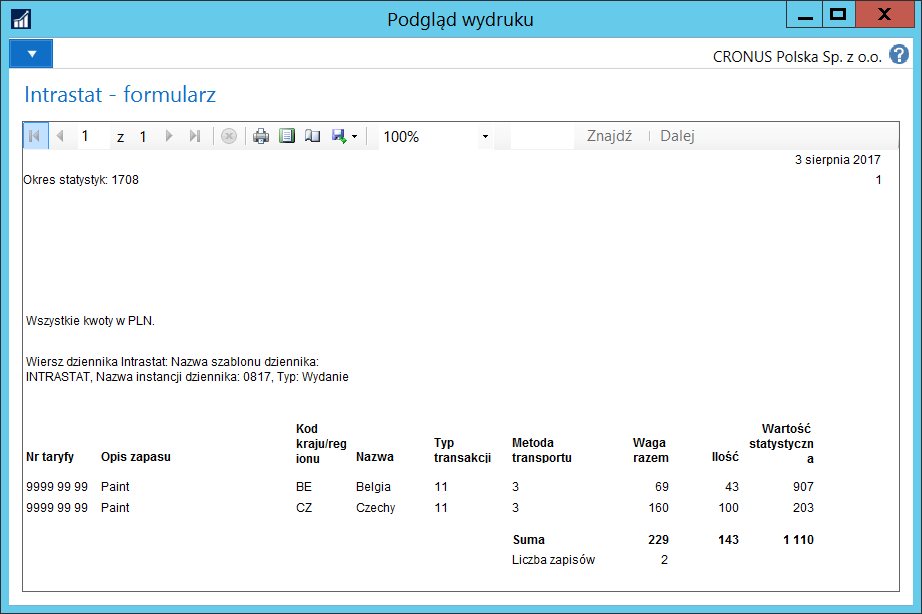 Podgląd wydruku
CRONUS Polska Sp. z o.o.
Intrastat - formularz
1 z 1 100% Znajdź Dalej
3 sierpnia 2017
Okres statystyk: 1708 1
Wszystkie kwoty w PLN.
Wiersz dziennika Intrastat: Nazwa szablonu dziennika:
INTRASTAT, Nazwa instancji dziennika: 0817, Typ: Wydanie
Nr taryfy Opis zapasu Kod kraju/reg ionu Nazwa Typ transakcji Metoda transportu Waga razem Ilość Wartość statystyczn a
9999 99 99 Paint BE Belgia 11 3 69 43 907
9999 99 99 Paint CZ Czechy 11 3 160 100 203
Suma 229 143 1 110
Liczba zapisów 2